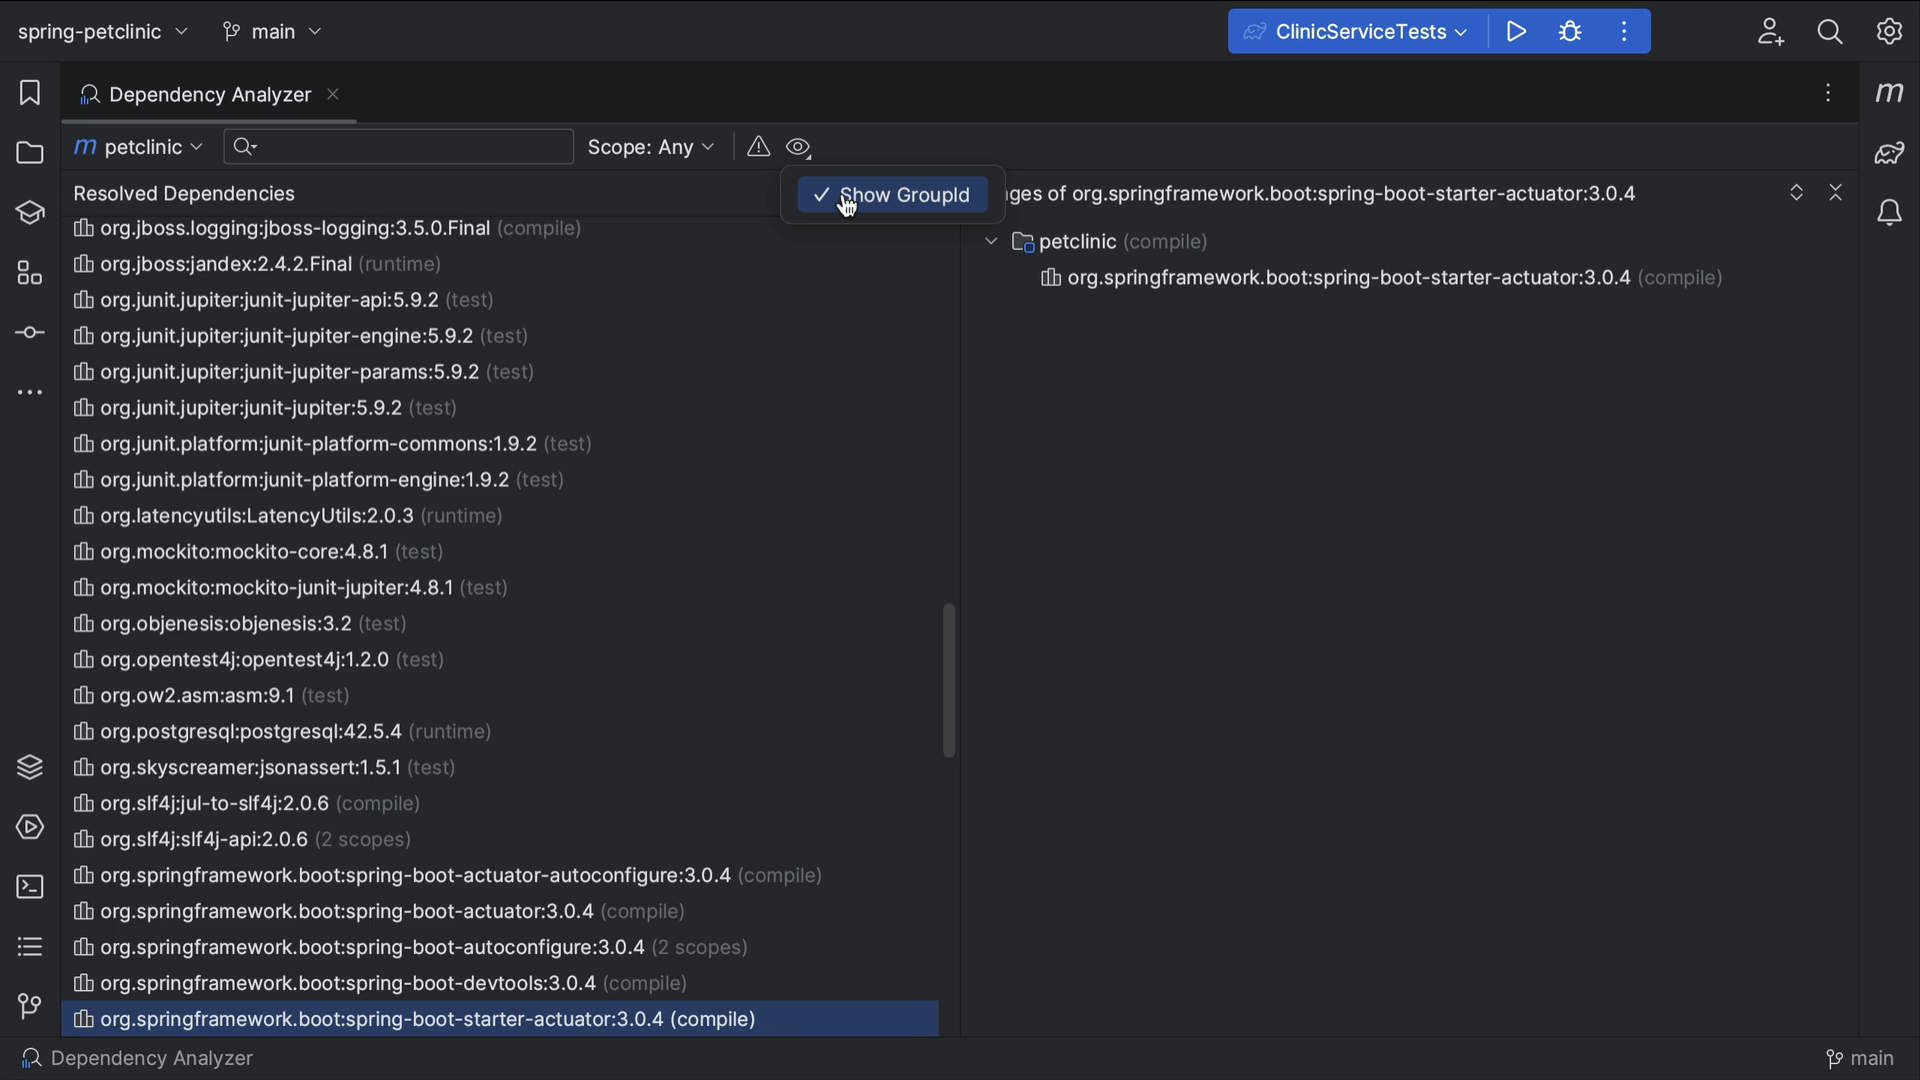 spring-petclinic
main
ClinicServiceTests
Dependency Analyzer
m petclinic
Scope: Any
Resolved Dependencies
Show GroupId
ges of org.springframework.boot:spring-boot-starter-actuator:3.0.4
org.jboss.logging:jboss-logging:3.5.0.Final (compile)
org.jboss:jandex:2.4.2.Final (runtime)
org.junit.jupiter:junit-jupiter-api:5.9.2 (test)
org.junit.jupiter:junit-jupiter-engine:5.9.2 (test)
org.junit.jupiter:junit-jupiter-params:5.9.2 (test)
org.junit.jupiter:junit-jupiter:5.9.2 (test)
org.junit.platform:junit-platform-commons:1.9.2 (test)
org.junit.platform:junit-platform-engine:1.9.2 (test)
org.latencyutils:LatencyUtils:2.0.3 (runtime)
org.mockito:mockito-core:4.8.1 (test)
org.mockito:mockito-junit-jupiter:4.8.1 (test)
org.objenesis:objenesis:3.2 (test)
org.opentest4j:opentest4j:1.2.0 (test)
org.ow2.asm:asm:9.1 (test)
org.postgresql:postgresql:42.5.4 (runtime)
org.skyscreamer:jsonassert:1.5.1 (test)
org.slf4j:jul-to-slf4j:2.0.6 (compile)
org.slf4j:slf4j-api:2.0.6 (2 scopes)
org.springframework.boot:spring-boot-actuator-autoconfigure:3.0.4 (compile)
org.springframework.boot:spring-boot-actuator:3.0.4 (compile)
org.springframework.boot:spring-boot-autoconfigure:3.0.4 (2 scopes)
org.springframework.boot:spring-boot-devtools:3.0.4 (compile)
org.springframework.boot:spring-boot-starter-actuator:3.0.4 (compile)
petclinic (compile)
org.springframework.boot:spring-boot-starter-actuator:3.0.4 (compile)
m
Dependency Analyzer
main